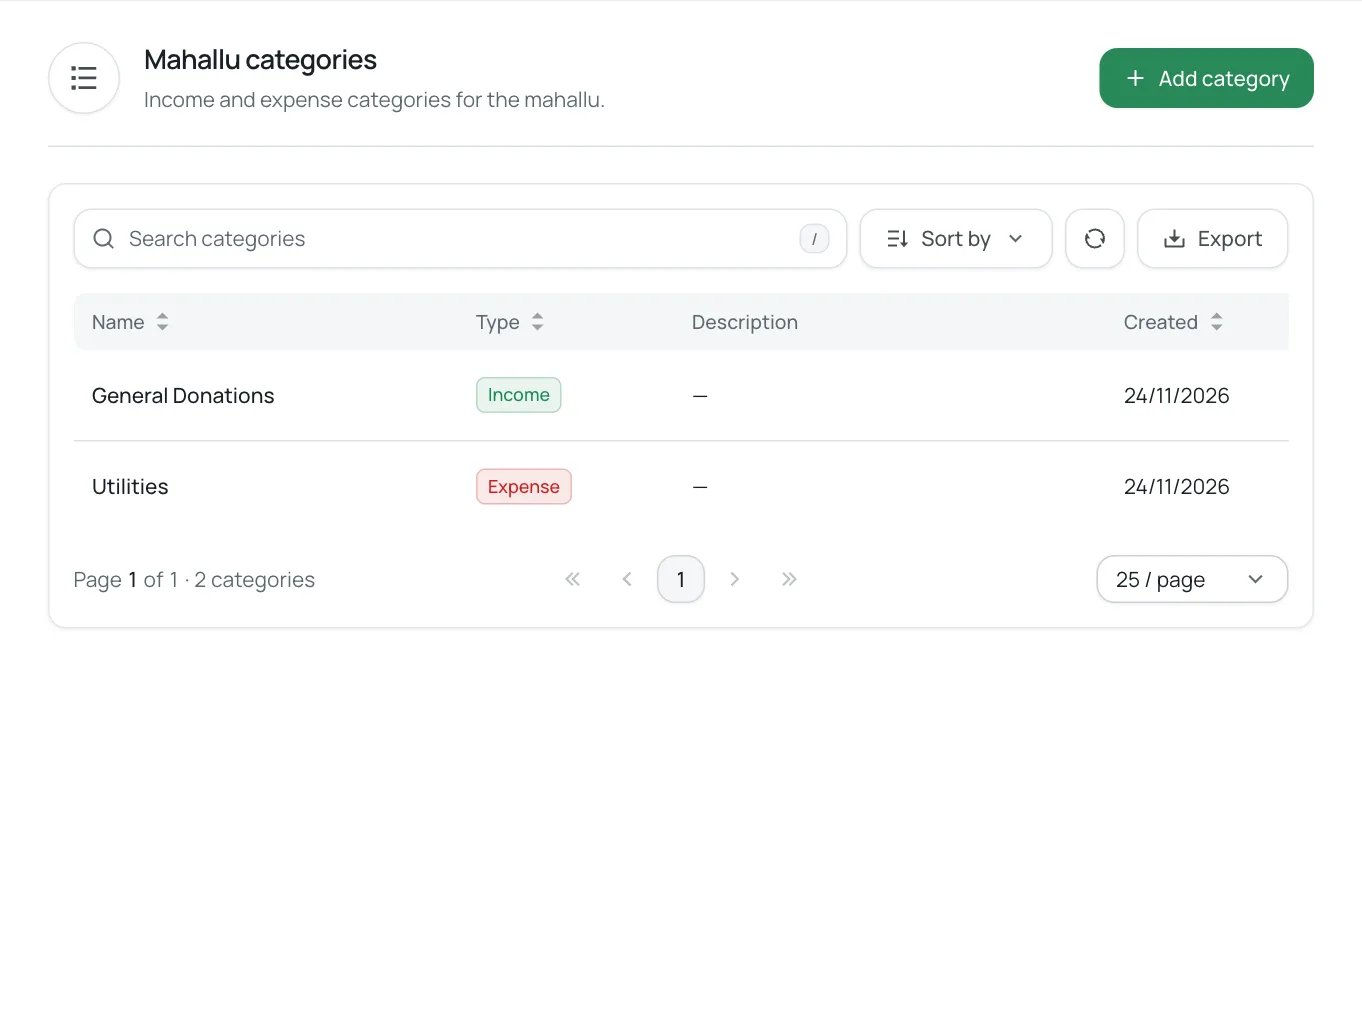 Mahallu categories
Income and expense categories for the mahallu.
+ Add category
Search categories /
Sort by
Export
Name Type Description Created
General Donations Income — 24/11/2026
Utilities Expense — 24/11/2026
Page 1 of 1 · 2 categories « ‹ 1 › » 25 / page